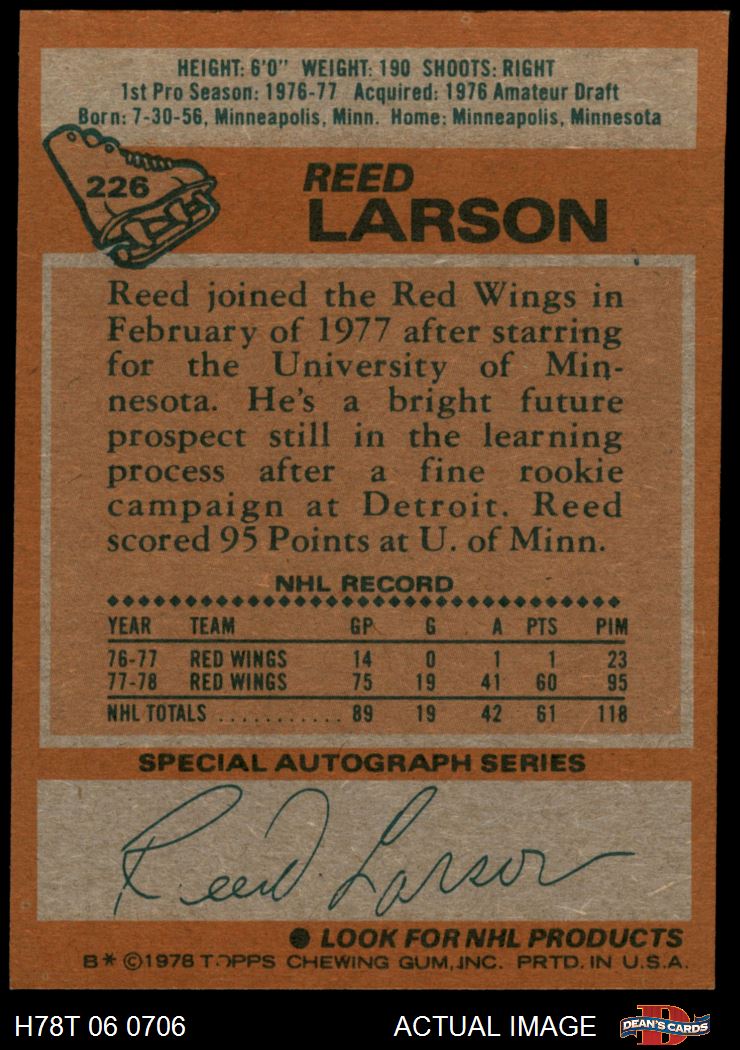 HEIGHT: 6'0" WEIGHT: 190 SHOOTS: RIGHT
1st Pro Season: 1976-77 Acquired: 1976 Amateur Draft
Born: 7-30-56, Minneapolis, Minn. Home: Minneapolis, Minnesota
226
REED
LARSON
Reed joined the Red Wings in
February of 1977 after starring
for the University of Min-
nesota. He's a bright future
prospect still in the learning
process after a fine rookie
campaign at Detroit. Reed
scored 95 Points at U. of Minn.
NHL RECORD
YEAR TEAM GP G A PTS PIM
76-77 RED WINGS 14 0 1 1 23
77-78 RED WINGS 75 19 41 60 95
NHL TOTALS ........... 89 19 42 61 118
SPECIAL AUTOGRAPH SERIES
Reed Larson
● LOOK FOR NHL PRODUCTS
B* ©1978 TOPPS CHEWING GUM, INC. PRTD. IN U.S.A.
H78T 06 0706 ACTUAL IMAGE D DEAN'S CARDS